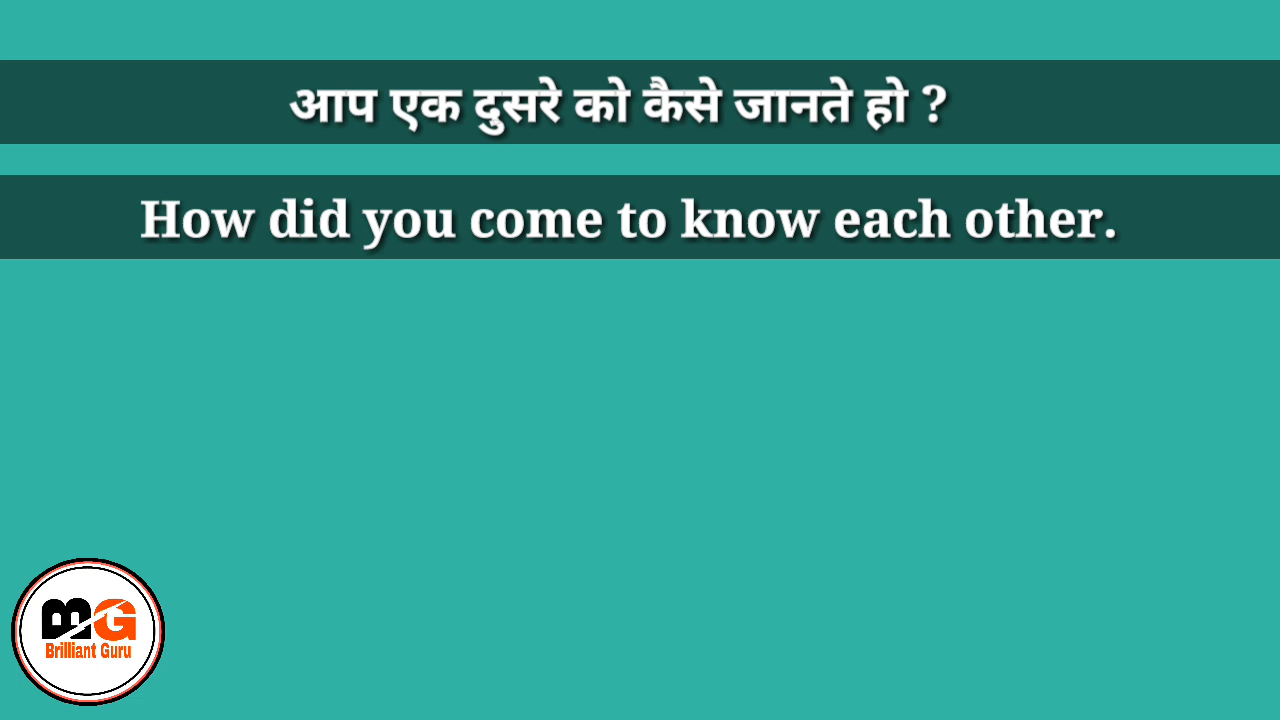 आप एक दुसरे को कैसे जानते हो ?
How did you come to know each other.
BG
Brilliant Guru